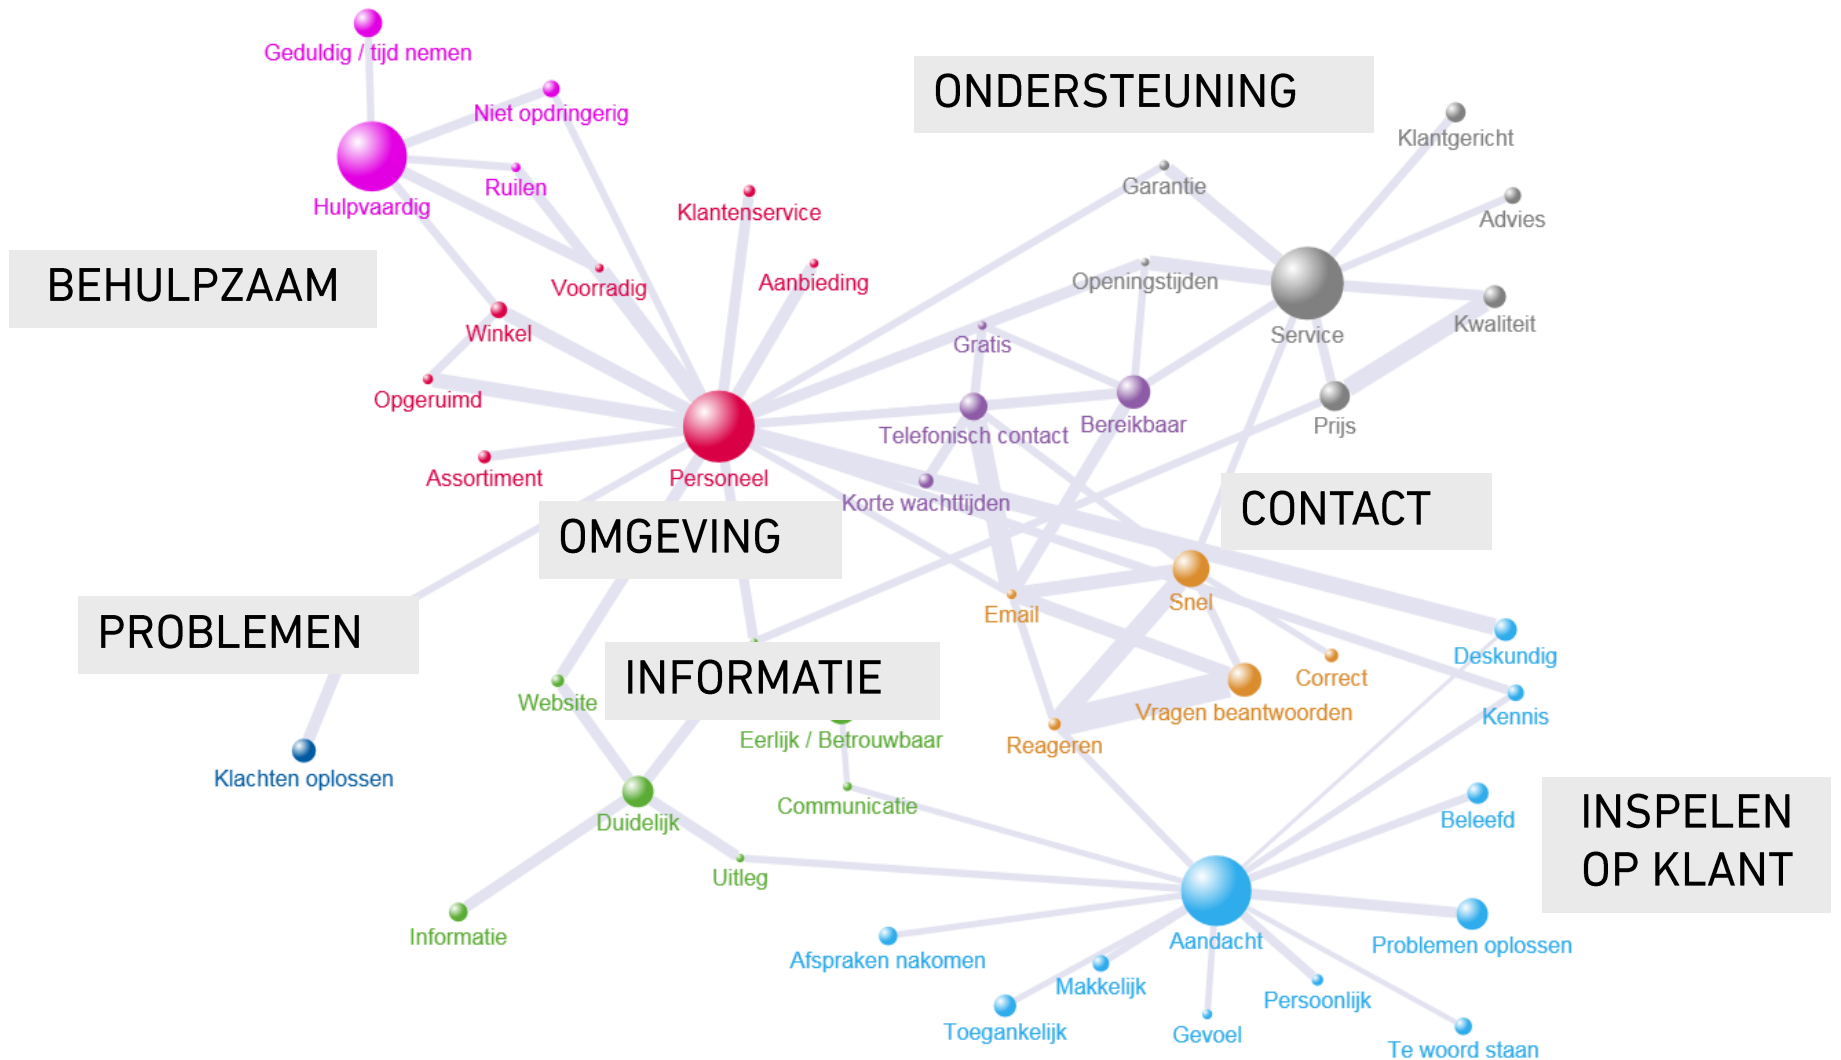 Geduldig / tijd nemen
Niet opdringerig
Ruilen
Hulpvaardig
BEHULPZAAM
Klantenservice
Aanbieding
Voorradig
Winkel
Opgeruimd
Assortiment
Personeel
OMGEVING
ONDERSTEUNING
Klantgericht
Garantie
Advies
Openingstijden
Kwaliteit
Service
Prijs
Gratis
Telefonisch contact
Bereikbaar
Korte wachttijden
CONTACT
Email
Snel
Correct
Vragen beantwoorden
Reageren
PROBLEMEN
Klachten oplossen
INFORMATIE
Website
Eerlijk / Betrouwbaar
Communicatie
Duidelijk
Uitleg
Informatie
Deskundig
Kennis
Beleefd
INSPELEN
OP KLANT
Aandacht
Problemen oplossen
Afspraken nakomen
Makkelijk
Persoonlijk
Toegankelijk
Gevoel
Te woord staan